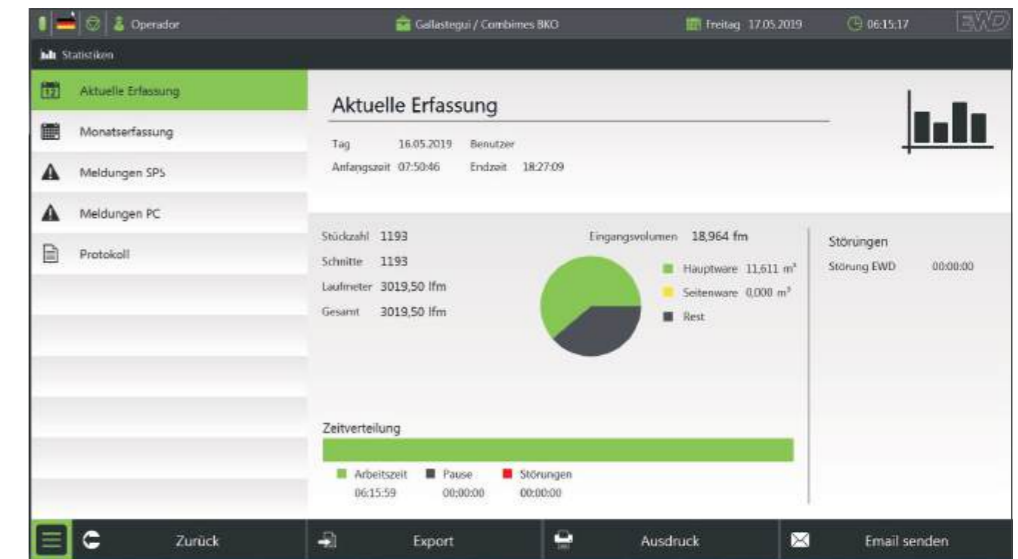 Operador Gallastegui / Combimes BKO Freitag 17.05.2019 06:15:17 EWD
Statistiken
12 Aktuelle Erfassung
Monatserfassung
Meldungen SPS
Meldungen PC
Protokoll
Aktuelle Erfassung
Tag 16.05.2019 Benutzer
Anfangszeit 07:50:46 Endzeit 18:27:09
Stückzahl 1193
Schnitte 1193
Laufmeter 3019,50 lfm
Gesamt 3019,50 lfm
Eingangsvolumen 18,964 fm
Hauptware 11,611 m³
Seitenware 0,000 m³
Rest
Störungen
Störung EWD 00:00:00
Zeitverteilung
Arbeitszeit Pause Störungen
06:15:59 00:00:00 00:00:00
Zurück Export Ausdruck Email senden